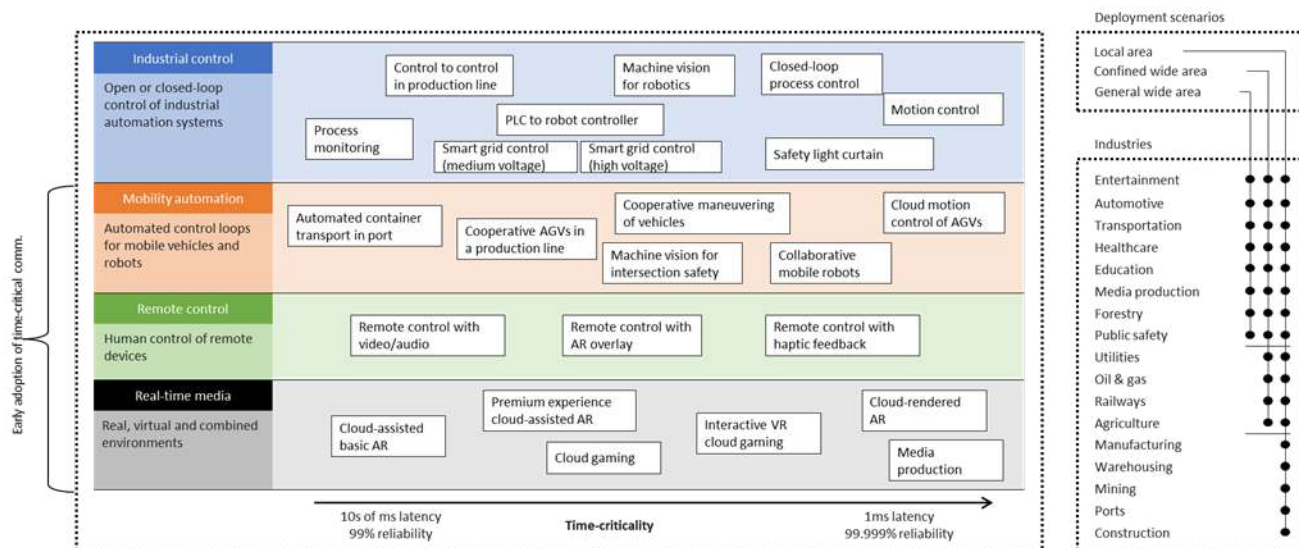 Deployment scenarios
Local area
Confined wide area
General wide area
Industries
Entertainment
Automotive
Transportation
Healthcare
Education
Media production
Forestry
Public safety
Utilities
Oil & gas
Railways
Agriculture
Manufacturing
Warehousing
Mining
Ports
Construction
Early adoption of time-critical comm.
Industrial control
Open or closed-loop
control of industrial
automation systems
Control to control
in production line
Machine vision
for robotics
Closed-loop
process control
Motion control
PLC to robot controller
Process
monitoring
Smart grid control
(medium voltage)
Smart grid control
(high voltage)
Safety light curtain
Mobility automation
Automated control loops
for mobile vehicles and
robots
Automated container
transport in port
Cooperative AGVs in
a production line
Cooperative maneuvering
of vehicles
Machine vision for
intersection safety
Collaborative
mobile robots
Cloud motion
control of AGVs
Remote control
Human control of remote
devices
Remote control with
video/audio
Remote control with
AR overlay
Remote control with
haptic feedback
Real-time media
Real, virtual and combined
environments
Cloud-assisted
basic AR
Premium experience
cloud-assisted AR
Cloud gaming
Interactive VR
cloud gaming
Cloud-rendered
AR
Media
production
10s of ms latency
99% reliability
Time-criticality
1ms latency
99.999% reliability